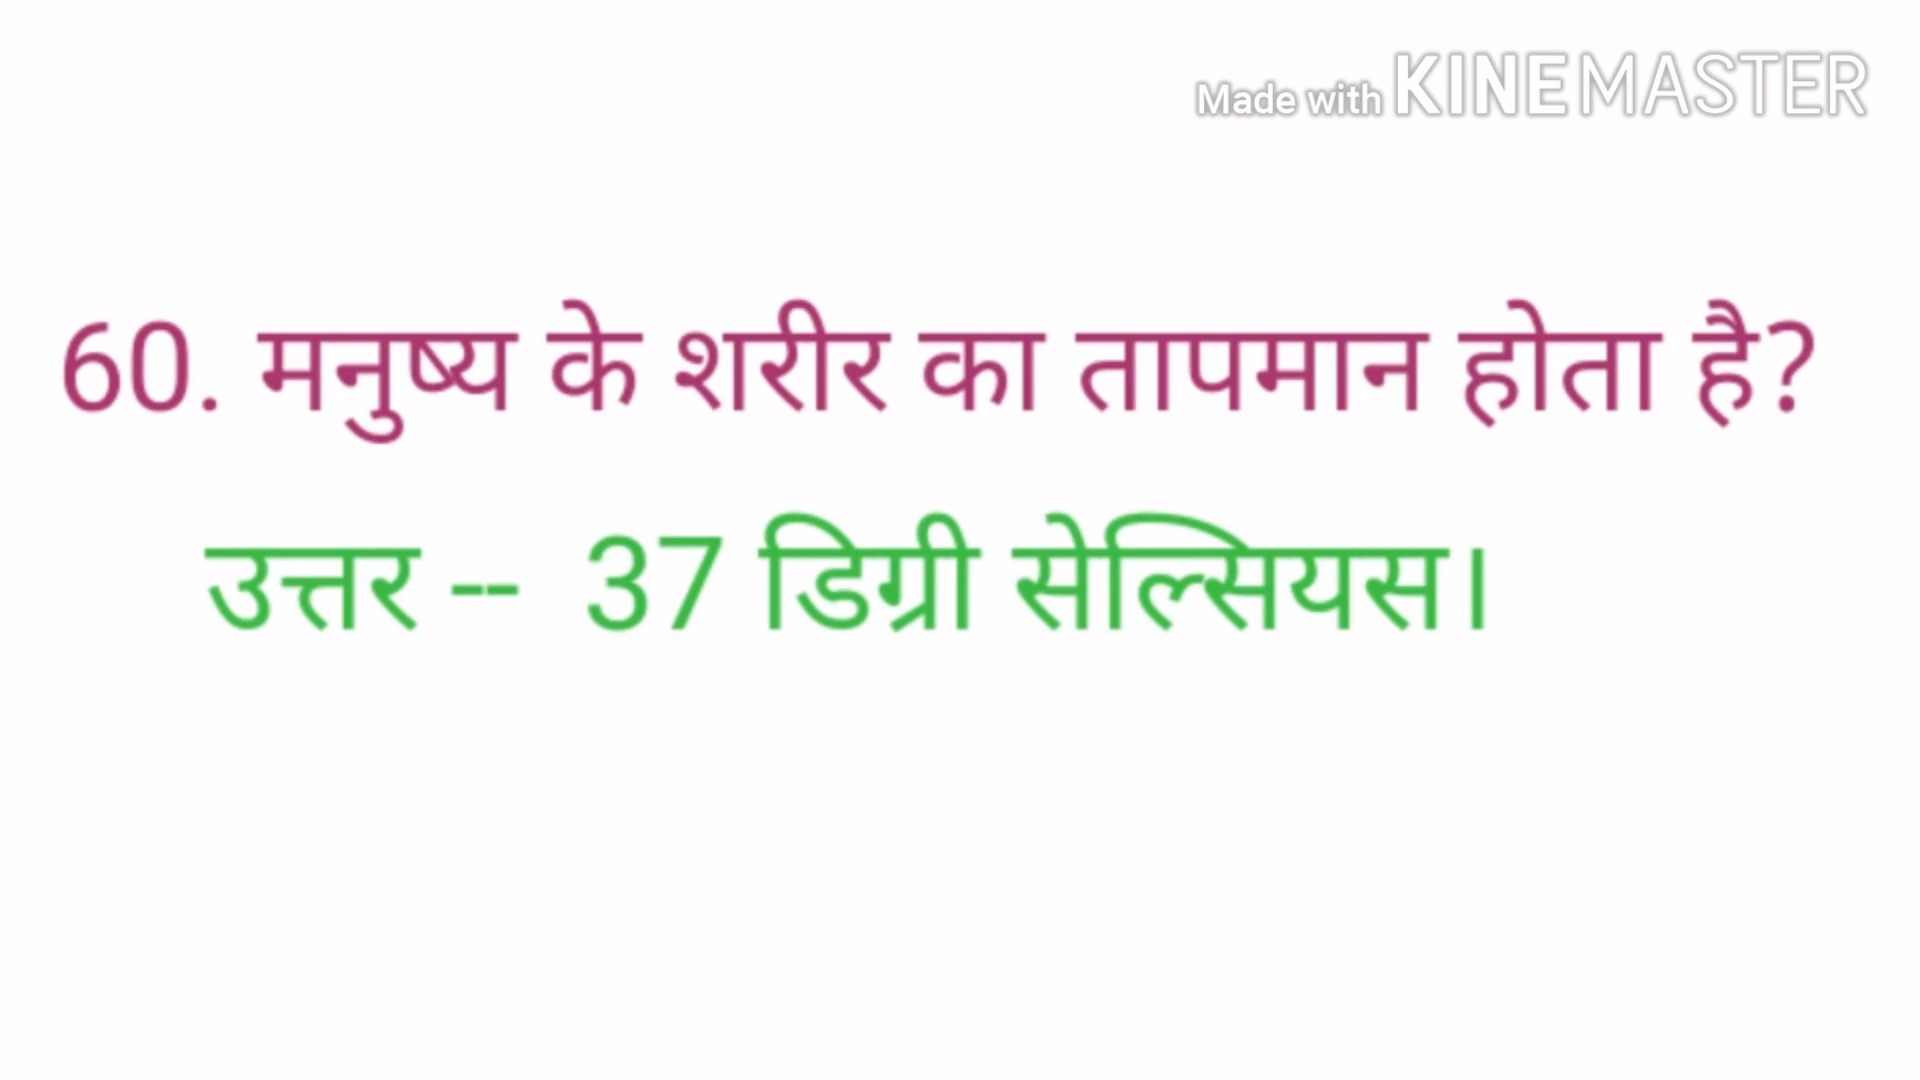 Made with KINEMASTER
60. मनुष्य के शरीर का तापमान होता है?
उत्तर -- 37 डिग्री सेल्सियस।